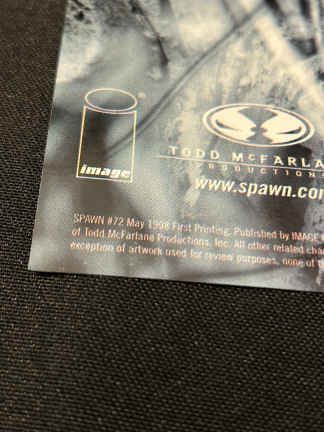 image
®
TODD McFARLA
PRODUCTIONS
www.spawn.com
SPAWN #72 May 1998 First Printing. Published by IMAGE
of Todd McFarlane Productions, Inc. All other related cha
exception of artwork used for review purposes, none of